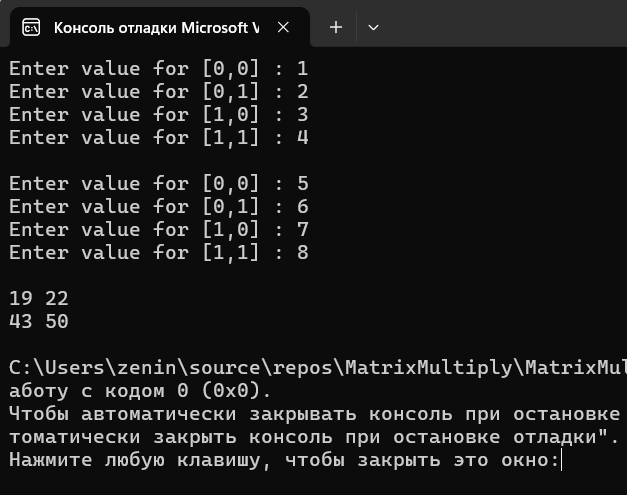 Консоль отладки Microsoft V
Enter value for [0,0] : 1
Enter value for [0,1] : 2
Enter value for [1,0] : 3
Enter value for [1,1] : 4
Enter value for [0,0] : 5
Enter value for [0,1] : 6
Enter value for [1,0] : 7
Enter value for [1,1] : 8
19 22
43 50
C:\Users\zenin\source\repos\MatrixMultiply\MatrixMul
аботу с кодом 0 (0x0).
Чтобы автоматически закрывать консоль при остановке
томатически закрыть консоль при остановке отладки".
Нажмите любую клавишу, чтобы закрыть это окно: